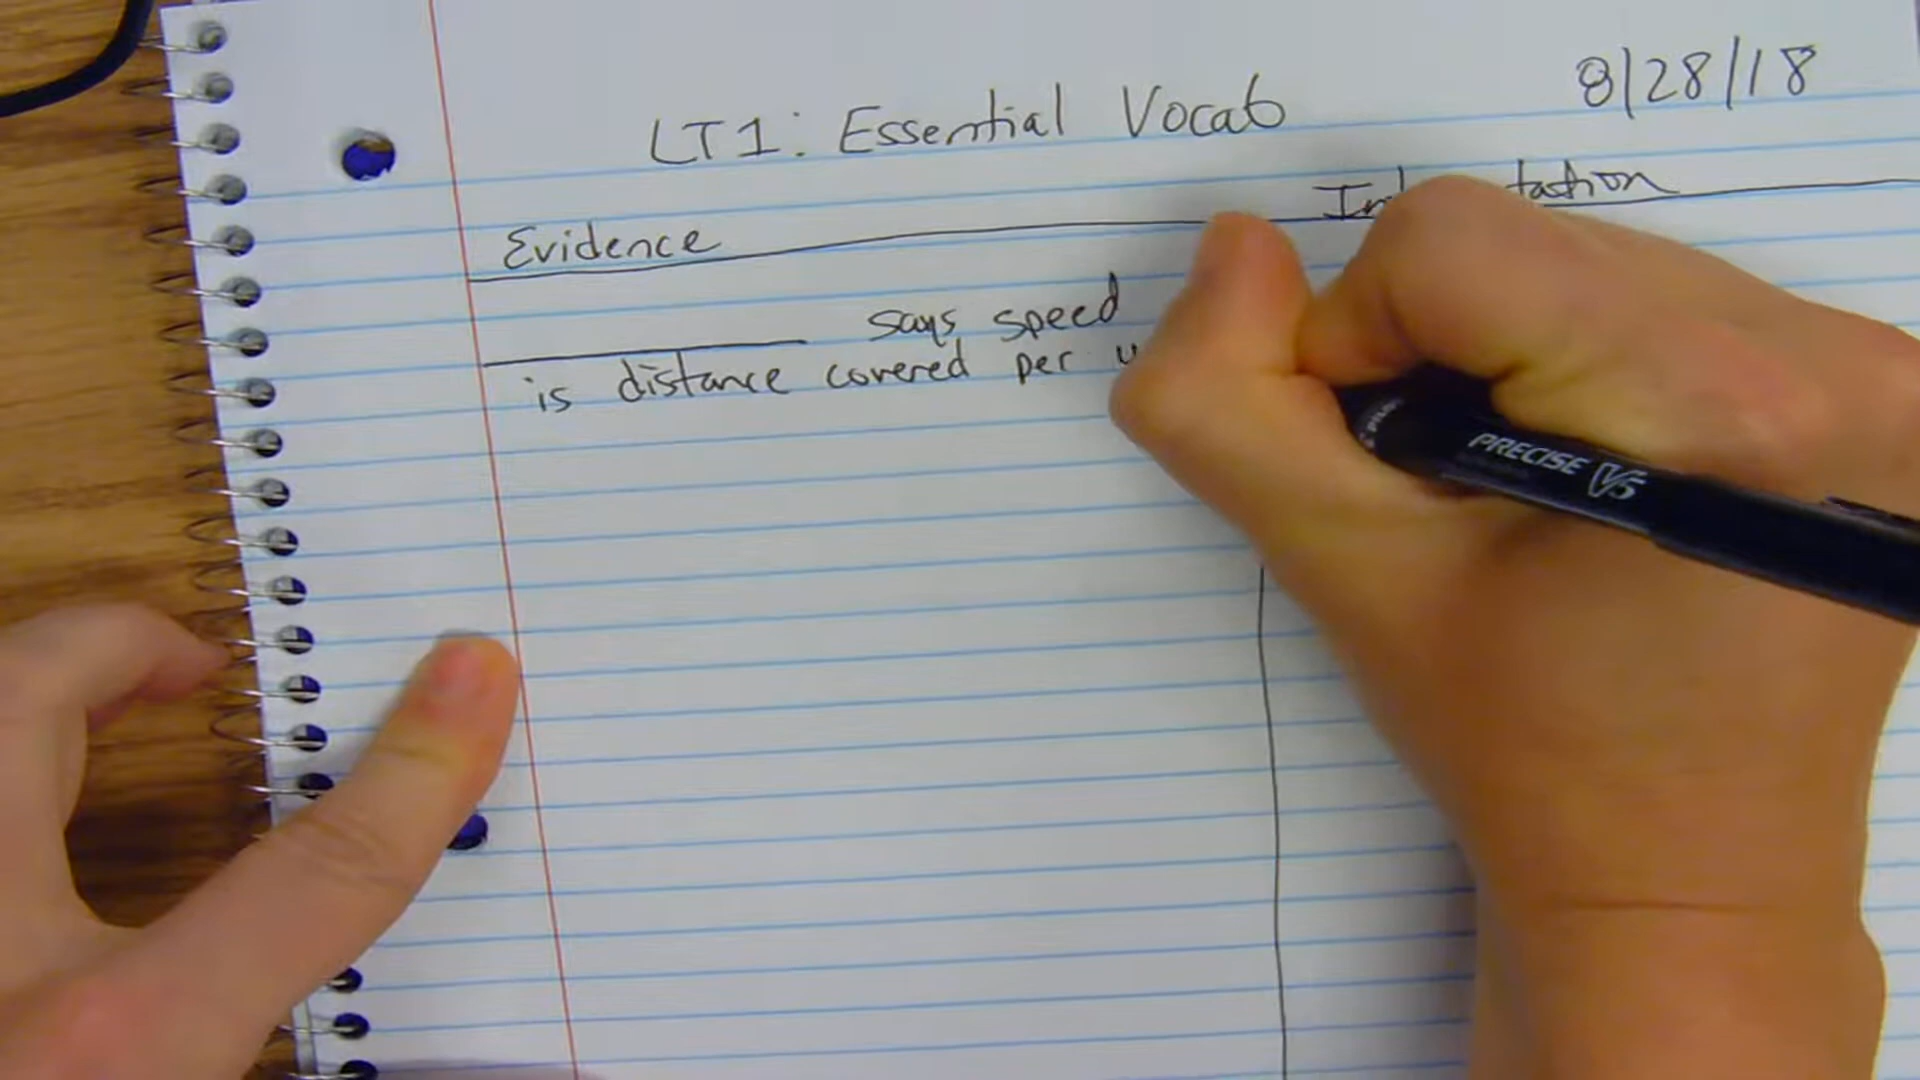 LT1: Essential Vocab
8/28/18
Evidence
says speed
is distance covered per
PRECISE V5